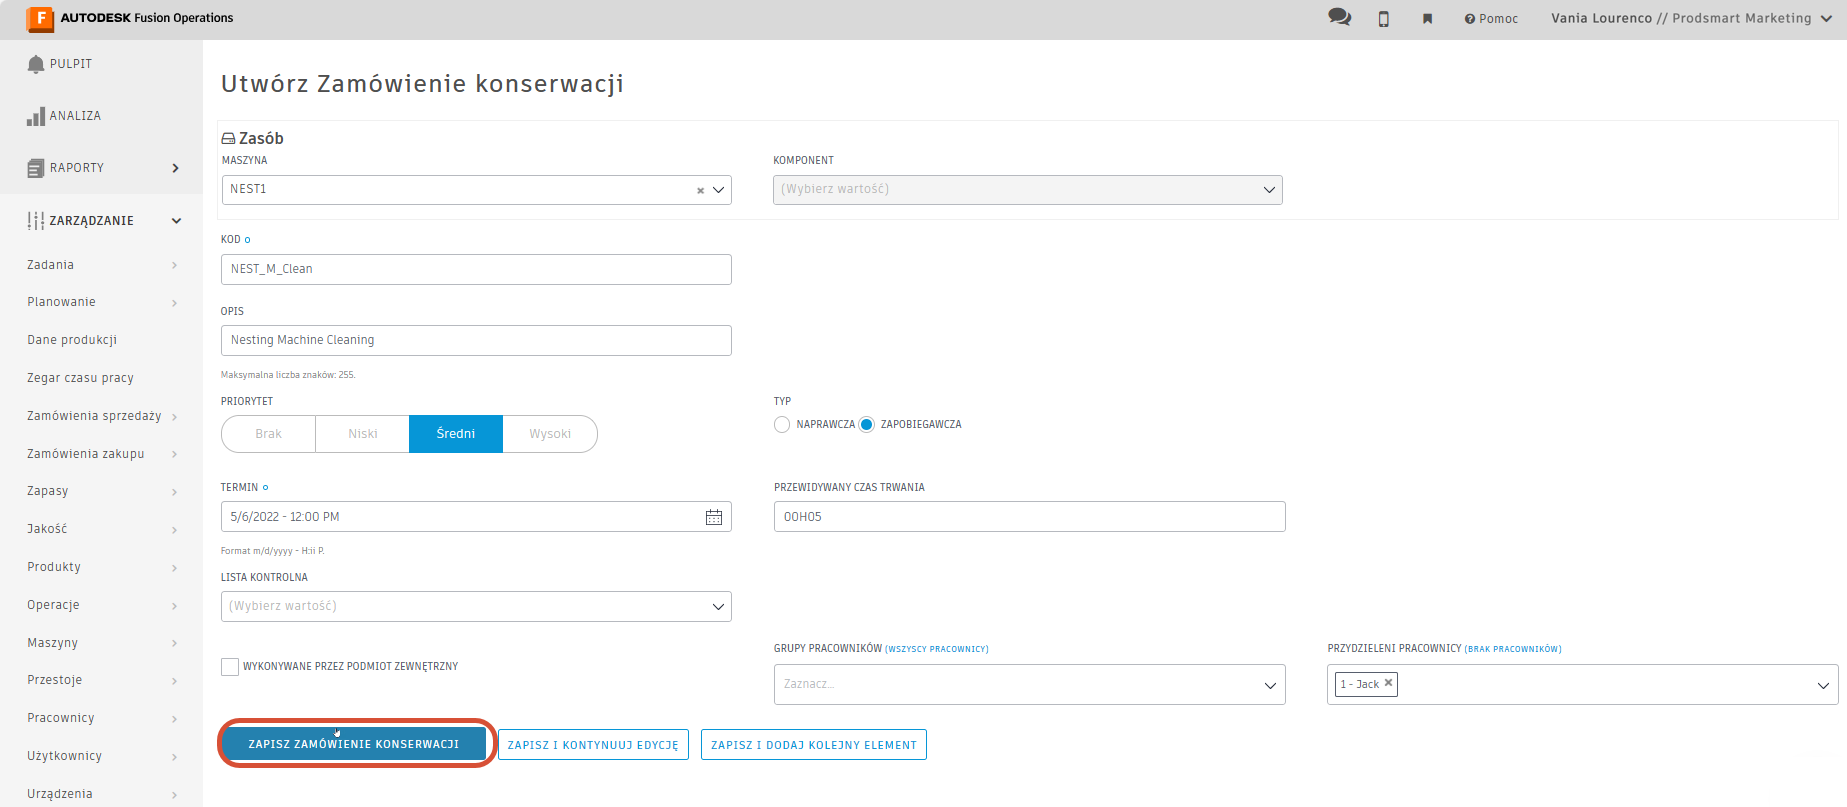 F AUTODESK Fusion Operations
Pomoc
Vania Lourenco // Prodsmart Marketing
PULPIT
ANALIZA
RAPORTY
ZARZĄDZANIE
Zadania
Planowanie
Dane produkcji
Zegar czasu pracy
Zamówienia sprzedaży
Zamówienia zakupu
Zapasy
Jakość
Produkty
Operacje
Maszyny
Przestoje
Pracownicy
Użytkownicy
Urządzenia
Utwórz Zamówienie konserwacji
Zasób
MASZYNA
KOMPONENT
NEST1
(Wybierz wartość)
KOD
NEST_M_Clean
OPIS
Nesting Machine Cleaning
Maksymalna liczba znaków: 255.
PRIORYTET
TYP
Brak
Niski
Średni
Wysoki
NAPRAWCZA
ZAPOBIEGAWCZA
TERMIN
PRZEWIDYWANY CZAS TRWANIA
5/6/2022 - 12:00 PM
00H05
Format m/d/yyyy - H:ii P.
LISTA KONTROLNA
(Wybierz wartość)
WYKONYWANE PRZEZ PODMIOT ZEWNĘTRZNY
GRUPY PRACOWNIKÓW (WSZYSCY PRACOWNICY)
PRZYDZIELENI PRACOWNICY (BRAK PRACOWNIKÓW)
Zaznacz...
1 - Jack
ZAPISZ ZAMÓWIENIE KONSERWACJI
ZAPISZ I KONTYNUUJ EDYCJĘ
ZAPISZ I DODAJ KOLEJNY ELEMENT